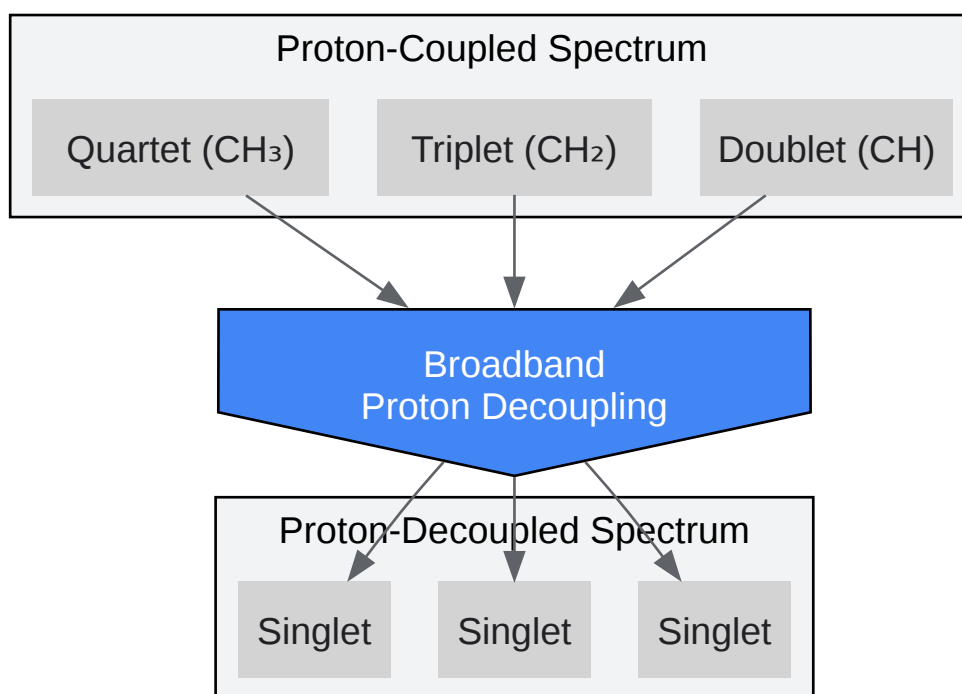 Proton-Coupled Spectrum
Quartet (CH₃)
Triplet (CH₂)
Doublet (CH)
Broadband
Proton Decoupling
Proton-Decoupled Spectrum
Singlet
Singlet
Singlet